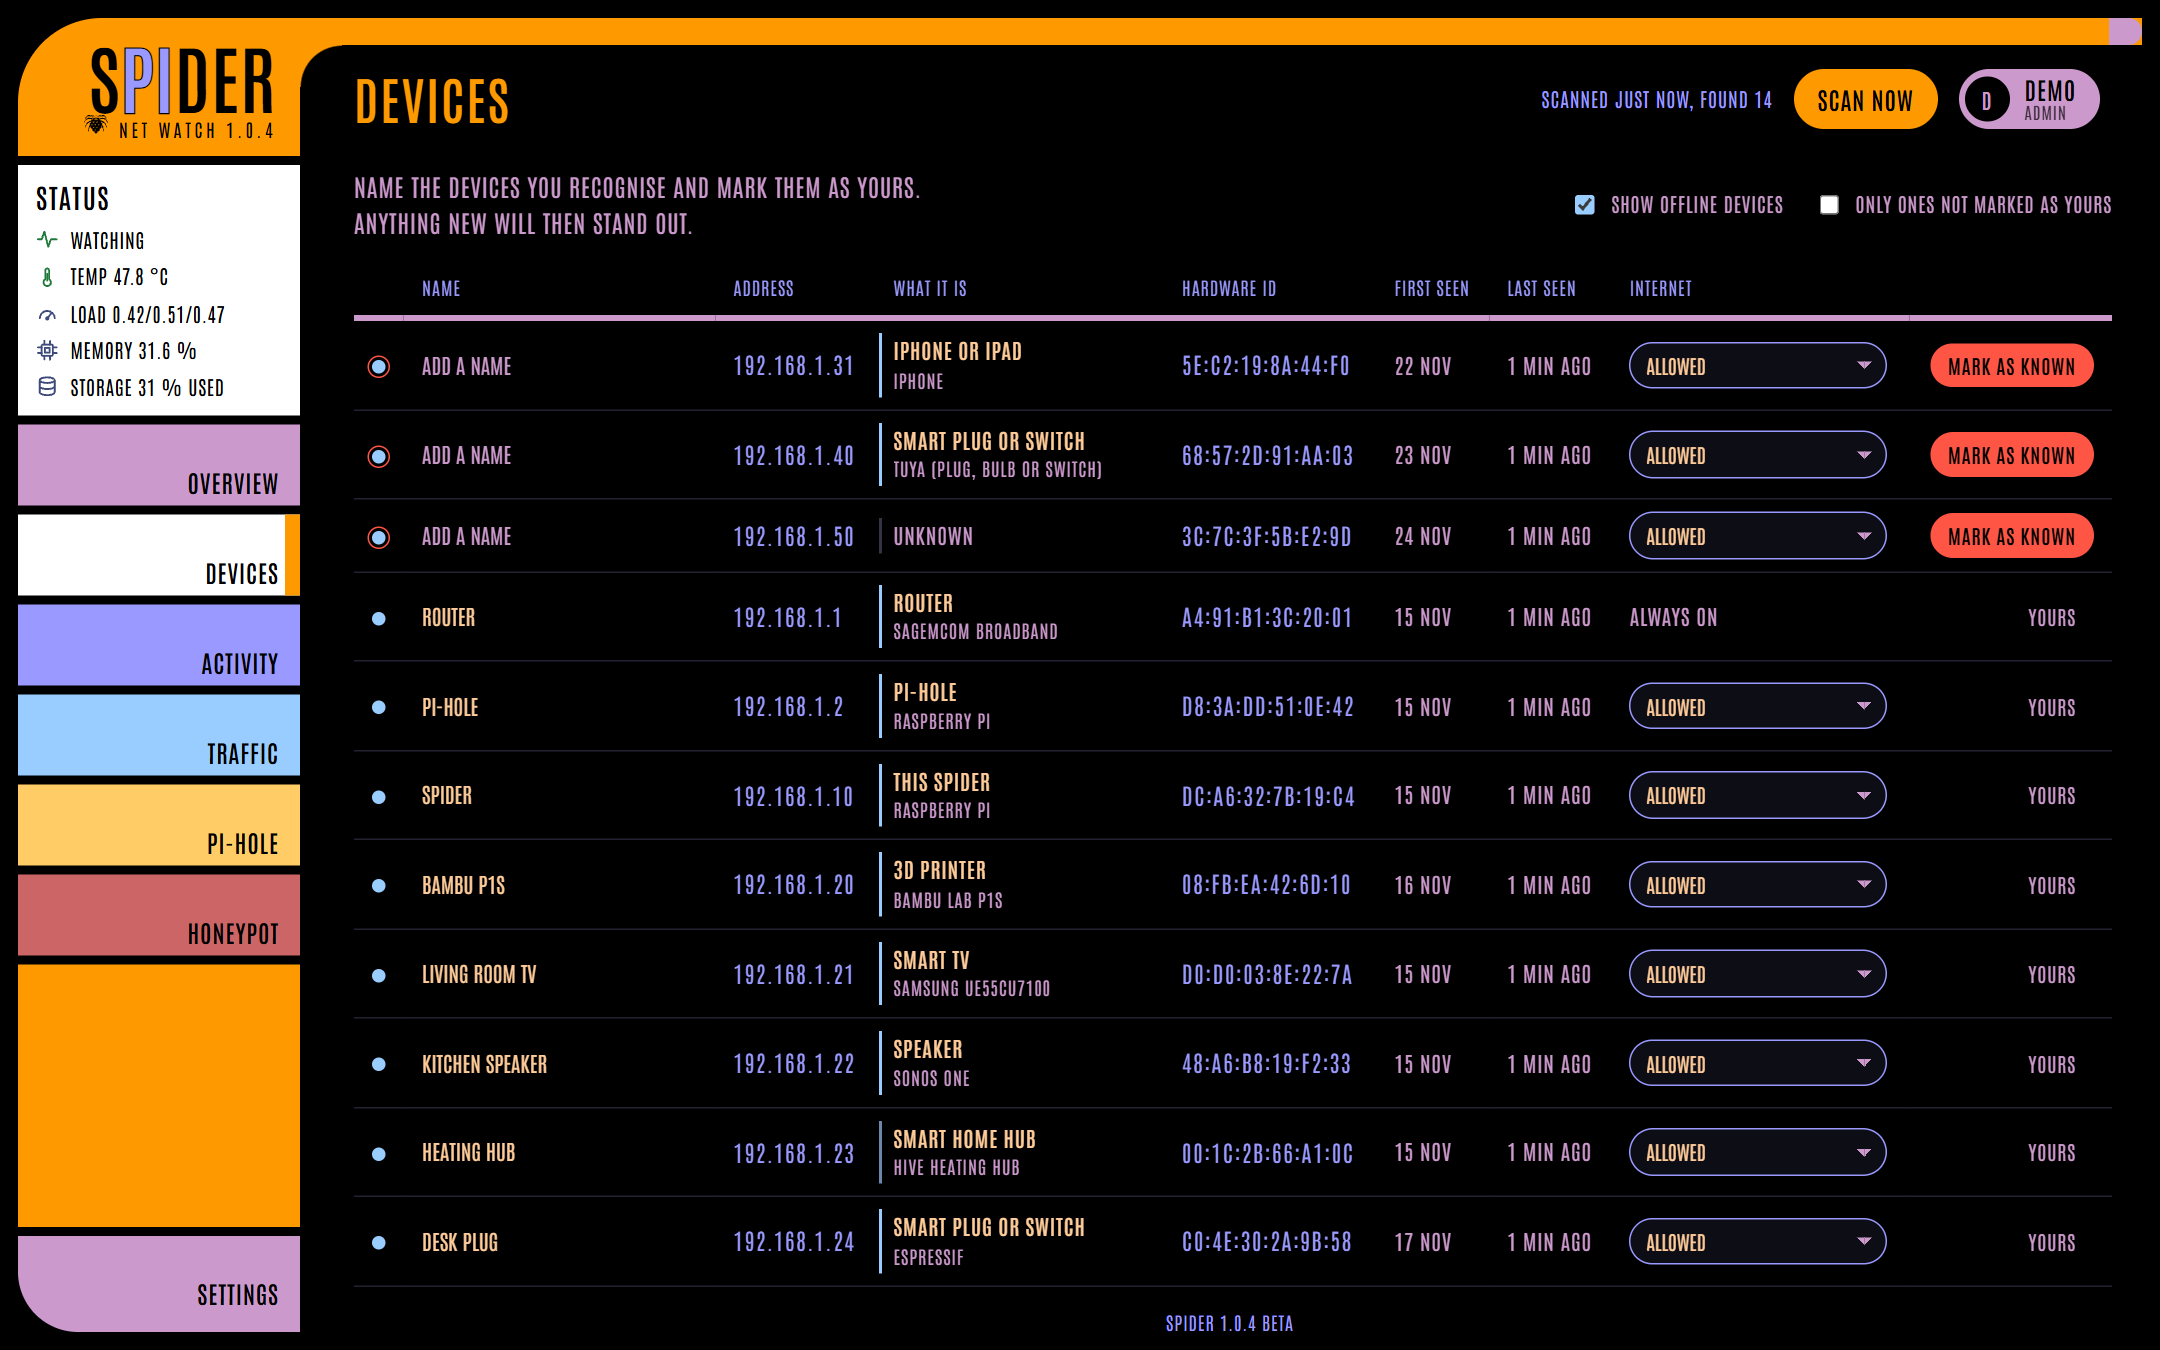 SPIDER
NET WATCH 1.0.4
DEVICES
SCANNED JUST NOW, FOUND 14
SCAN NOW
D
DEMO
ADMIN
STATUS
WATCHING
TEMP 47.8 °C
LOAD 0.42/0.51/0.47
MEMORY 31.6 %
STORAGE 31 % USED
OVERVIEW
DEVICES
ACTIVITY
TRAFFIC
PI-HOLE
HONEYPOT
SETTINGS
NAME THE DEVICES YOU RECOGNISE AND MARK THEM AS YOURS.
ANYTHING NEW WILL THEN STAND OUT.
SHOW OFFLINE DEVICES
ONLY ONES NOT MARKED AS YOURS
NAME ADDRESS WHAT IT IS HARDWARE ID FIRST SEEN LAST SEEN INTERNET
ADD A NAME 192.168.1.31 IPHONE OR IPAD 5E:C2:19:8A:44:F0 22 NOV 1 MIN AGO ALLOWED MARK AS KNOWN
IPHONE
ADD A NAME 192.168.1.40 SMART PLUG OR SWITCH 68:57:2D:91:AA:03 23 NOV 1 MIN AGO ALLOWED MARK AS KNOWN
TUYA (PLUG, BULB OR SWITCH)
ADD A NAME 192.168.1.50 UNKNOWN 3C:7C:3F:5B:E2:9D 24 NOV 1 MIN AGO ALLOWED MARK AS KNOWN
ROUTER 192.168.1.1 ROUTER A4:91:B1:3C:20:01 15 NOV 1 MIN AGO ALWAYS ON YOURS
SAGEMCOM BROADBAND
PI-HOLE 192.168.1.2 PI-HOLE D8:3A:DD:51:0E:42 15 NOV 1 MIN AGO ALLOWED YOURS
RASPBERRY PI
SPIDER 192.168.1.10 THIS SPIDER DC:A6:32:7B:19:C4 15 NOV 1 MIN AGO ALLOWED YOURS
RASPBERRY PI
BAMBU P1S 192.168.1.20 3D PRINTER 08:FB:EA:42:6D:10 16 NOV 1 MIN AGO ALLOWED YOURS
BAMBU LAB P1S
LIVING ROOM TV 192.168.1.21 SMART TV D0:D0:03:8E:22:7A 15 NOV 1 MIN AGO ALLOWED YOURS
SAMSUNG UE55CU7100
KITCHEN SPEAKER 192.168.1.22 SPEAKER 48:A6:B8:19:F2:33 15 NOV 1 MIN AGO ALLOWED YOURS
SONOS ONE
HEATING HUB 192.168.1.23 SMART HOME HUB 00:1C:2B:66:A1:0C 15 NOV 1 MIN AGO ALLOWED YOURS
HIVE HEATING HUB
DESK PLUG 192.168.1.24 SMART PLUG OR SWITCH C0:4E:30:2A:9B:58 17 NOV 1 MIN AGO ALLOWED YOURS
ESPRESSIF
SPIDER 1.0.4 BETA